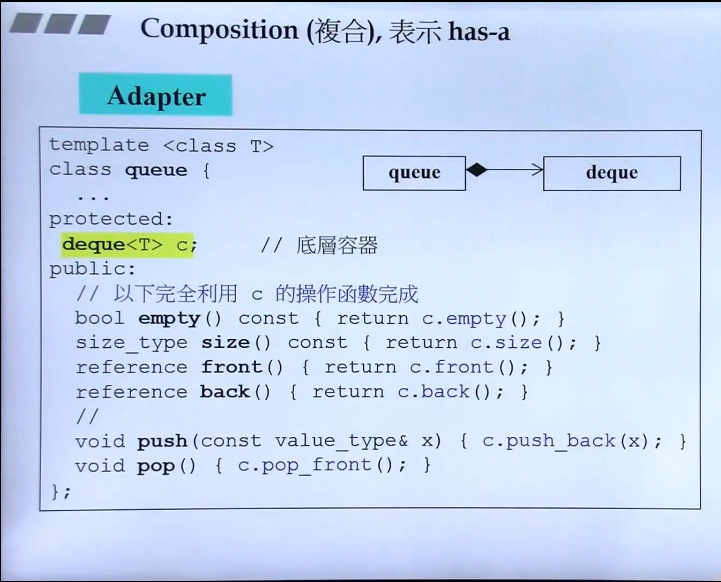 Composition (複合), 表示 has-a
Adapter
template <class T>
class queue {
...
protected:
deque<T> c; // 底層容器
public:
// 以下完全利用 c 的操作函數完成
bool empty() const { return c.empty(); }
size_type size() const { return c.size(); }
reference front() { return c.front(); }
reference back() { return c.back(); }
//
void push(const value_type& x) { c.push_back(x); }
void pop() { c.pop_front(); }
};
queue
deque